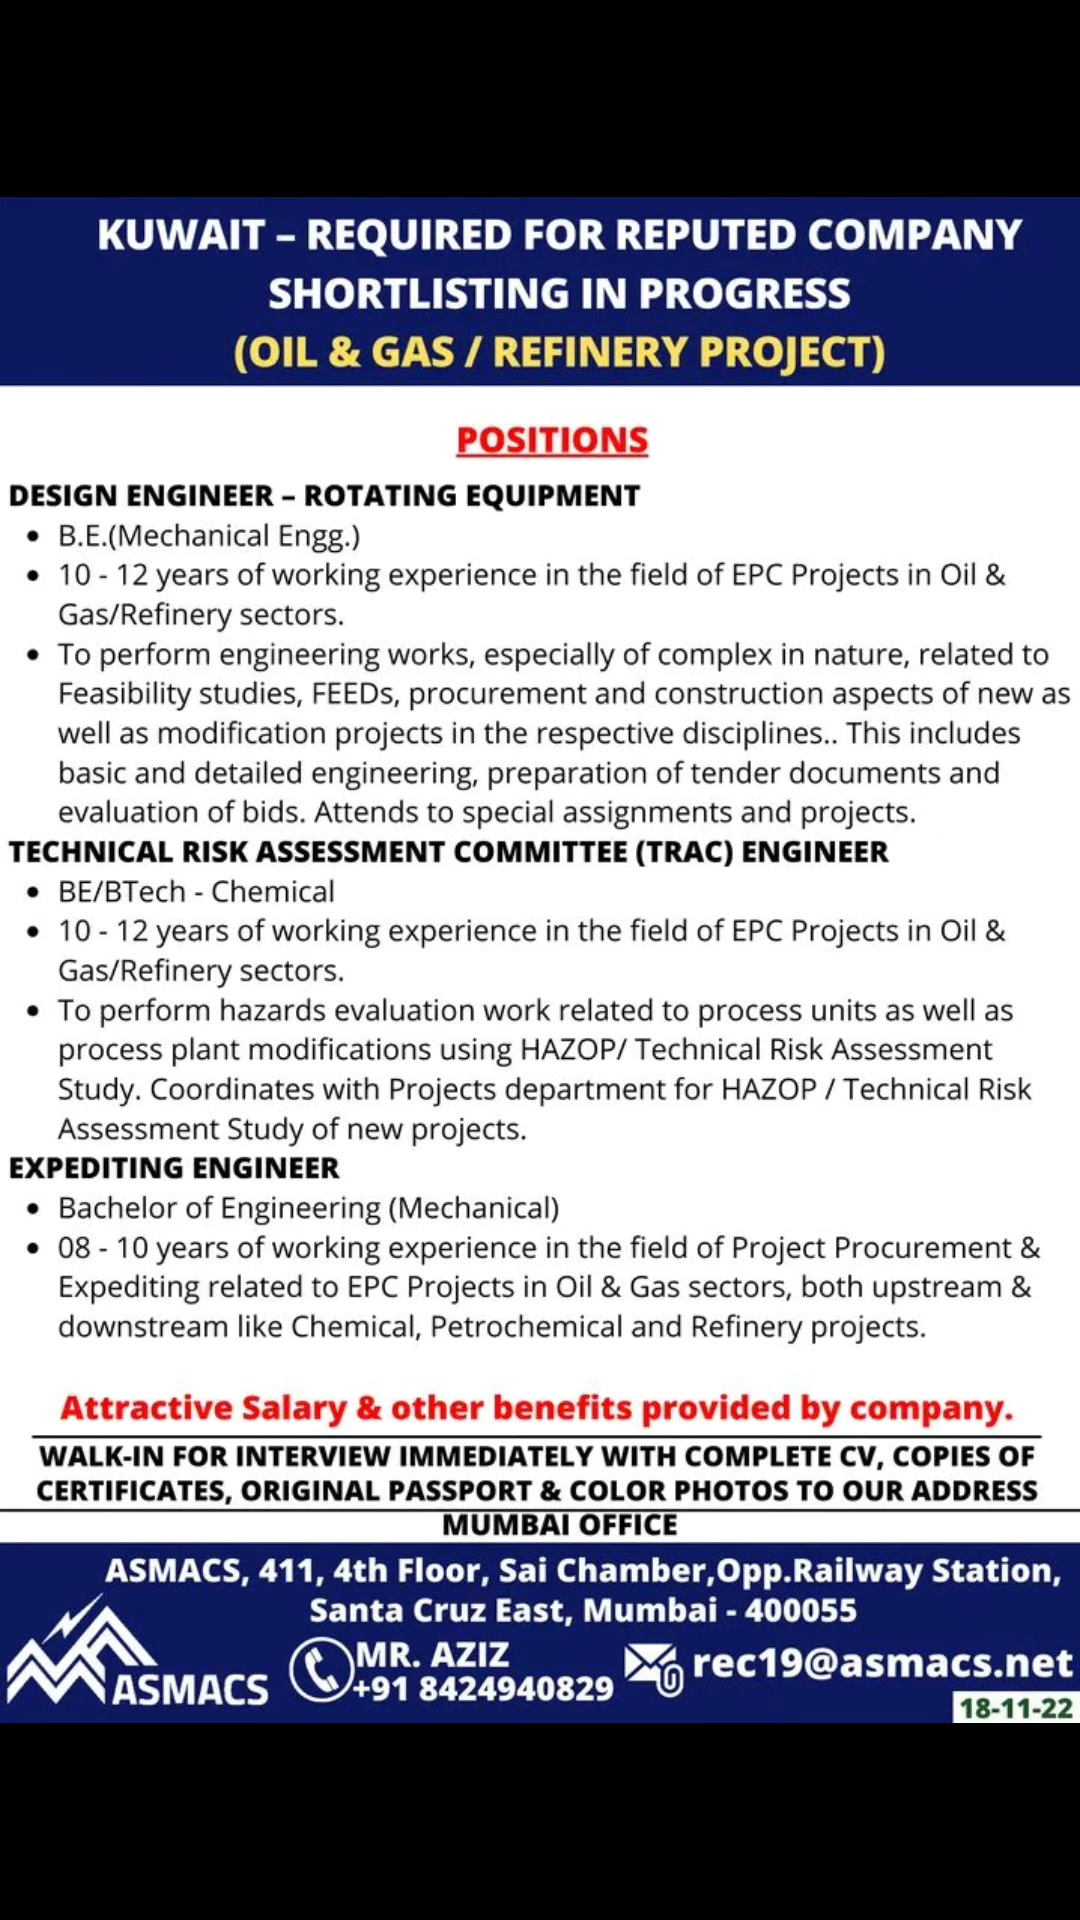 KUWAIT – REQUIRED FOR REPUTED COMPANY
SHORTLISTING IN PROGRESS
(OIL & GAS / REFINERY PROJECT)
POSITIONS
DESIGN ENGINEER – ROTATING EQUIPMENT
• B.E.(Mechanical Engg.)
• 10 - 12 years of working experience in the field of EPC Projects in Oil &
Gas/Refinery sectors.
• To perform engineering works, especially of complex in nature, related to
Feasibility studies, FEEDs, procurement and construction aspects of new as
well as modification projects in the respective disciplines.. This includes
basic and detailed engineering, preparation of tender documents and
evaluation of bids. Attends to special assignments and projects.
TECHNICAL RISK ASSESSMENT COMMITTEE (TRAC) ENGINEER
• BE/BTech - Chemical
• 10 - 12 years of working experience in the field of EPC Projects in Oil &
Gas/Refinery sectors.
• To perform hazards evaluation work related to process units as well as
process plant modifications using HAZOP/ Technical Risk Assessment
Study. Coordinates with Projects department for HAZOP / Technical Risk
Assessment Study of new projects.
EXPEDITING ENGINEER
• Bachelor of Engineering (Mechanical)
• 08 - 10 years of working experience in the field of Project Procurement &
Expediting related to EPC Projects in Oil & Gas sectors, both upstream &
downstream like Chemical, Petrochemical and Refinery projects.
Attractive Salary & other benefits provided by company.
WALK-IN FOR INTERVIEW IMMEDIATELY WITH COMPLETE CV, COPIES OF
CERTIFICATES, ORIGINAL PASSPORT & COLOR PHOTOS TO OUR ADDRESS
MUMBAI OFFICE
ASMACS, 411, 4th Floor, Sai Chamber,Opp.Railway Station,
Santa Cruz East, Mumbai - 400055
ASMACS
MR. AZIZ
+91 8424940829
rec19@asmacs.net
18-11-22